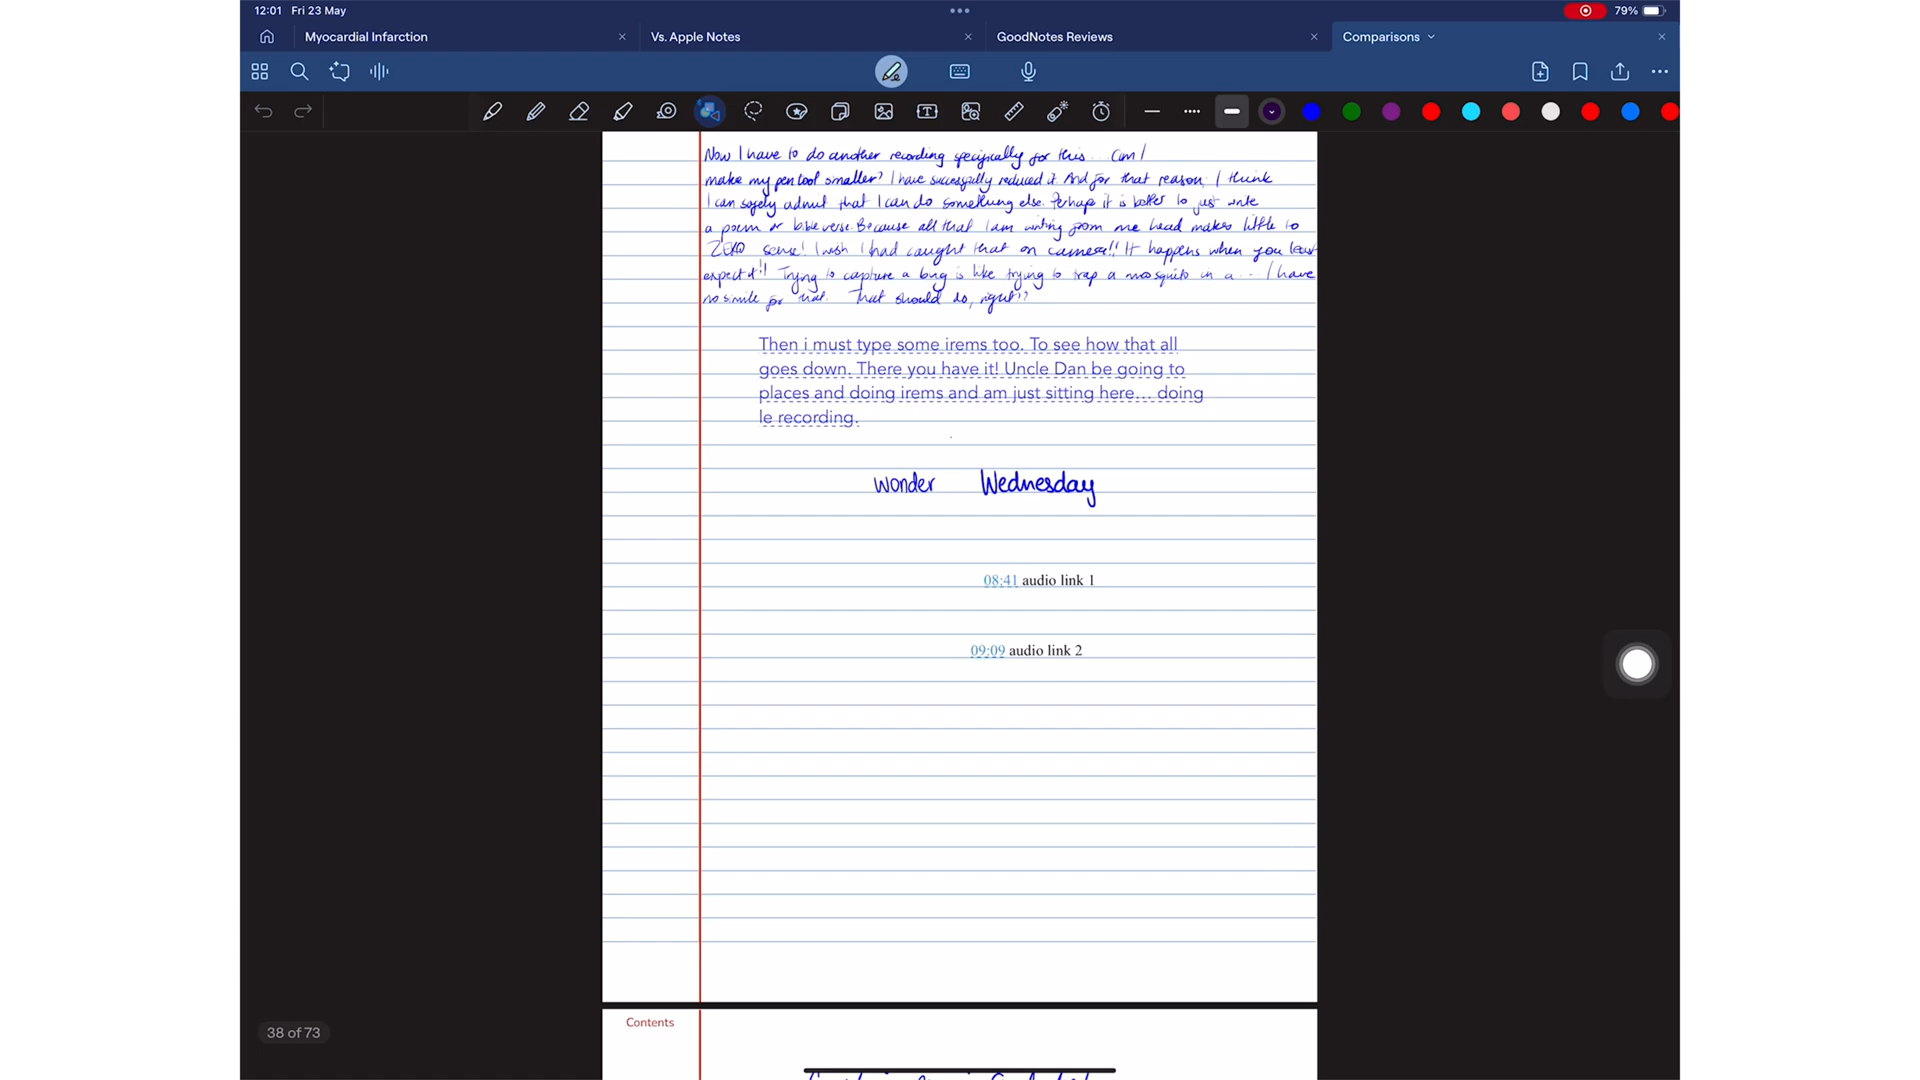 12:01 Fri 23 May
79%
Myocardial Infarction
Vs. Apple Notes
GoodNotes Reviews
Comparisons
Now I have to do another recording specifically for this... Can I
make my pen tool smaller? I have successfully reduced it. And for that reason, I think
I can safely admit that I can do something else. Perhaps it is better to just write
a poem or bible verse. Because all that I am writing from me head makes little to
ZERO sense! I wish I had caught that on camera!! It happens when you least
expect it!! Trying to capture a bug is like trying to trap a mosquito in a ... I have
no simile for that. That should do, right??
Then i must type some irems too. To see how that all
goes down. There you have it! Uncle Dan be going to
places and doing irems and am just sitting here... doing
le recording.
wonder Wednesday
08:41 audio link 1
09:09 audio link 2
38 of 73
Contents